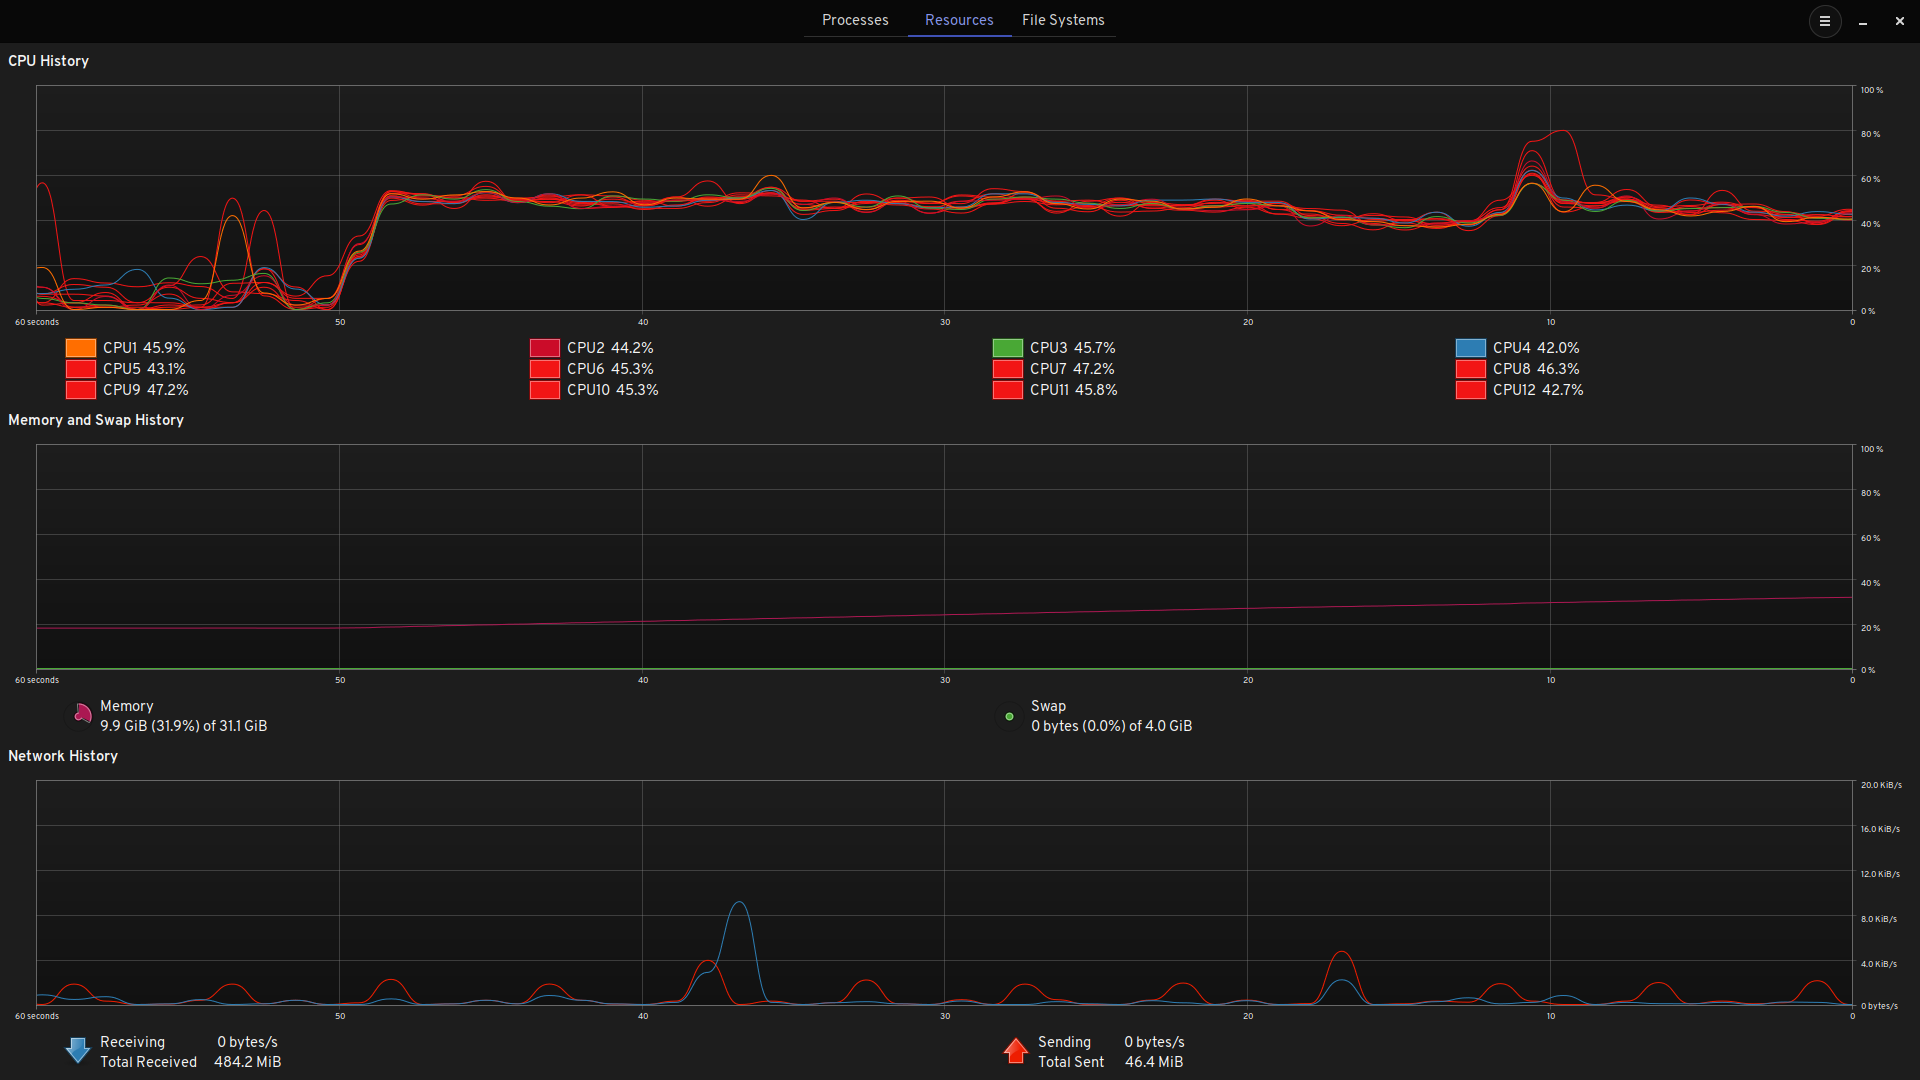 Processes Resources File Systems
CPU History
100 %
80 %
60 %
40 %
20 %
0 %
60 seconds 50 40 30 20 10 0
CPU1 45.9% CPU2 44.2% CPU3 45.7% CPU4 42.0%
CPU5 43.1% CPU6 45.3% CPU7 47.2% CPU8 46.3%
CPU9 47.2% CPU10 45.3% CPU11 45.8% CPU12 42.7%
Memory and Swap History
100 %
80 %
60 %
40 %
20 %
0 %
60 seconds 50 40 30 20 10 0
Memory
9.9 GiB (31.9%) of 31.1 GiB
Swap
0 bytes (0.0%) of 4.0 GiB
Network History
20.0 KiB/s
16.0 KiB/s
12.0 KiB/s
8.0 KiB/s
4.0 KiB/s
0 bytes/s
60 seconds 50 40 30 20 10 0
Receiving 0 bytes/s
Total Received 484.2 MiB
Sending 0 bytes/s
Total Sent 46.4 MiB